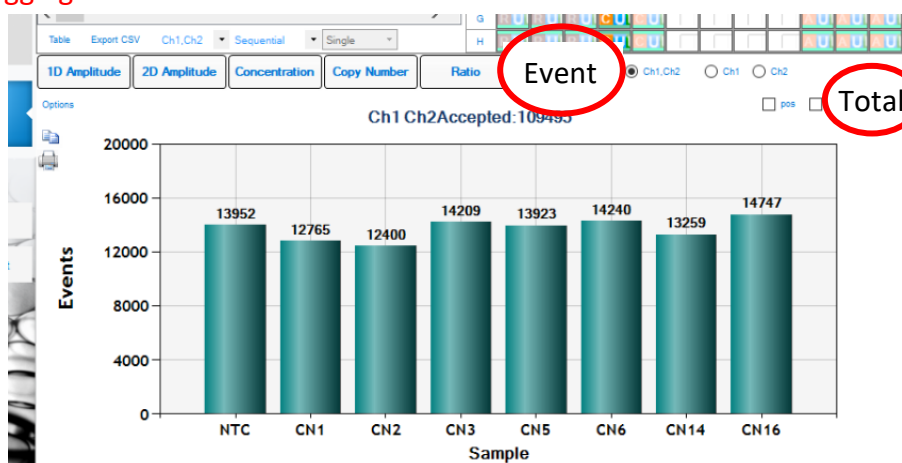 gging
G R U R U R U C U C U A U A U A U
Table Export CSV Ch1,Ch2 Sequential Single H U U C U A U A U A U
1D Amplitude 2D Amplitude Concentration Copy Number Ratio Event Ch1,Ch2 Ch1 Ch2
Options pos Total
Ch1 Ch2Accepted:109495
20000
16000
12000
8000
4000
0
Events
13952 12765 12400 14209 13923 14240 13259 14747
NTC CN1 CN2 CN3 CN5 CN6 CN14 CN16
Sample